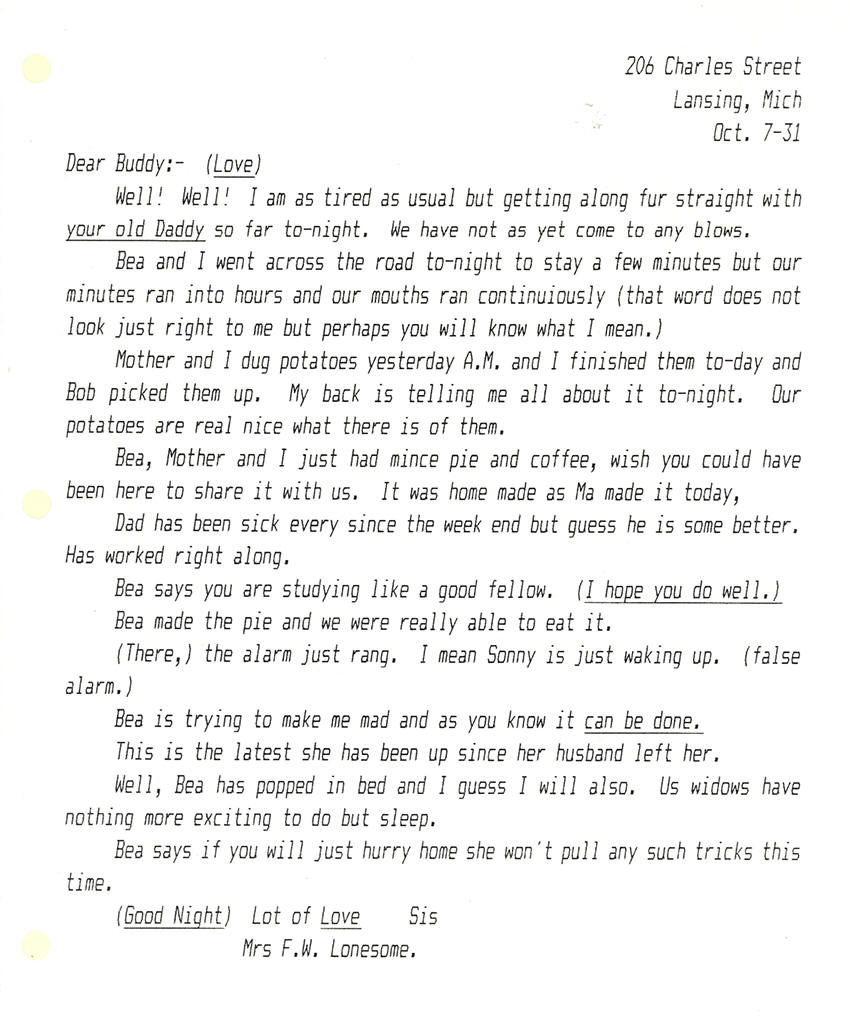 206 Charles Street
Lansing, Mich
Oct. 7-31
Dear Buddy:- (Love)
Well! Well! I am as tired as usual but getting along fur straight with
your old Daddy so far to-night. We have not as yet come to any blows.
Bea and I went across the road to-night to stay a few minutes but our
minutes ran into hours and our mouths ran continuiously (that word does not
look just right to me but perhaps you will know what I mean.)
Mother and I dug potatoes yesterday A.M. and I finished them to-day and
Bob picked them up. My back is telling me all about it to-night. Our
potatoes are real nice what there is of them.
Bea, Mother and I just had mince pie and coffee, wish you could have
been here to share it with us. It was home made as Ma made it today,
Dad has been sick every since the week end but guess he is some better.
Has worked right along.
Bea says you are studying like a good fellow. (I hope you do well.)
Bea made the pie and we were really able to eat it.
(There,) the alarm just rang. I mean Sonny is just waking up. (false
alarm.)
Bea is trying to make me mad and as you know it can be done.
This is the latest she has been up since her husband left her.
Well, Bea has popped in bed and I guess I will also. Us widows have
nothing more exciting to do but sleep.
Bea says if you will just hurry home she won't pull any such tricks this
time.
(Good Night) Lot of Love Sis
Mrs F.W. Lonesome.